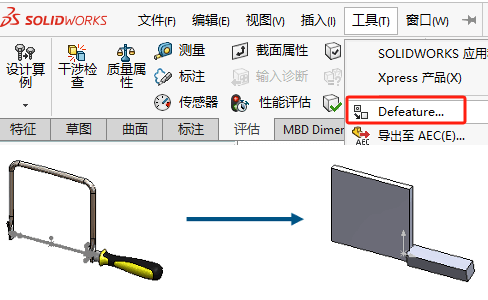 SOLIDWORKS 文件(F) 编辑(E) 视图(V) 插入(I) 工具(T) 窗口(W)
设计算例 干涉检查 质量属性 测量 截面属性
标注 输入诊断
传感器 性能评估
SOLIDWORKS 应用
Xpress 产品(X)
Defeature...
导出至 AEC(E)...
特征 草图 曲面 标注 评估 MBD Dimen